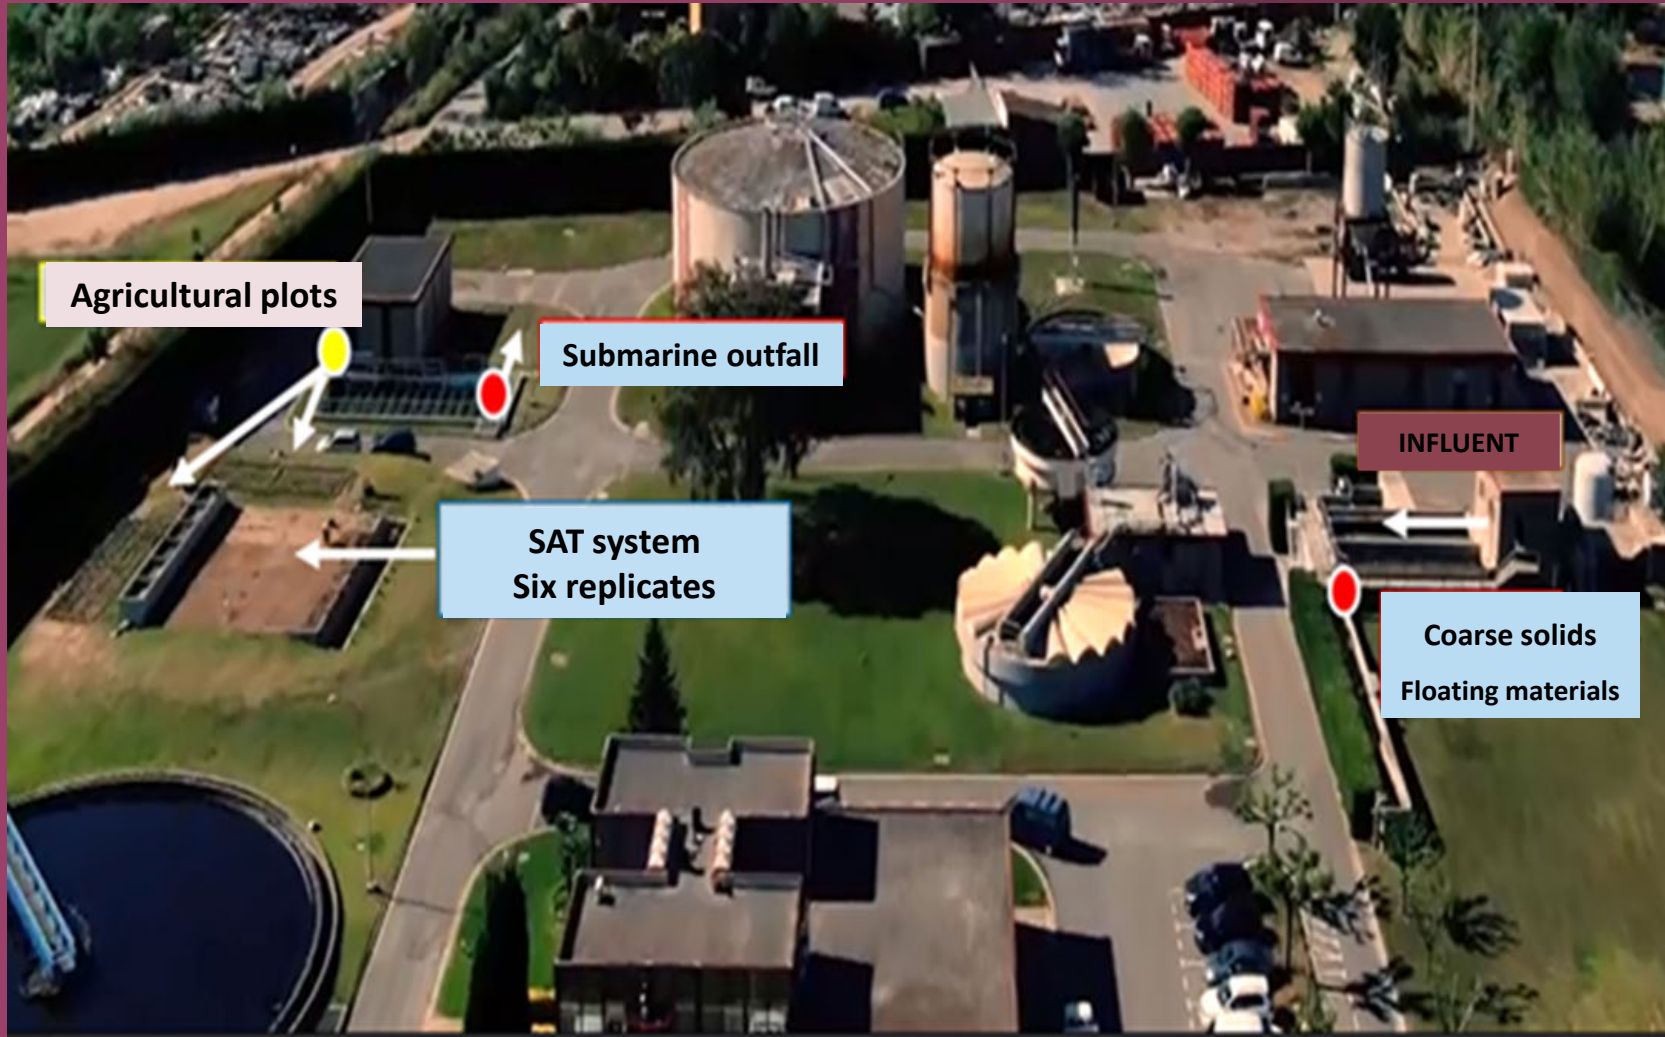 Agricultural plots
Submarine outfall
INFLUENT
SAT system
Six replicates
Coarse solids
Floating materials